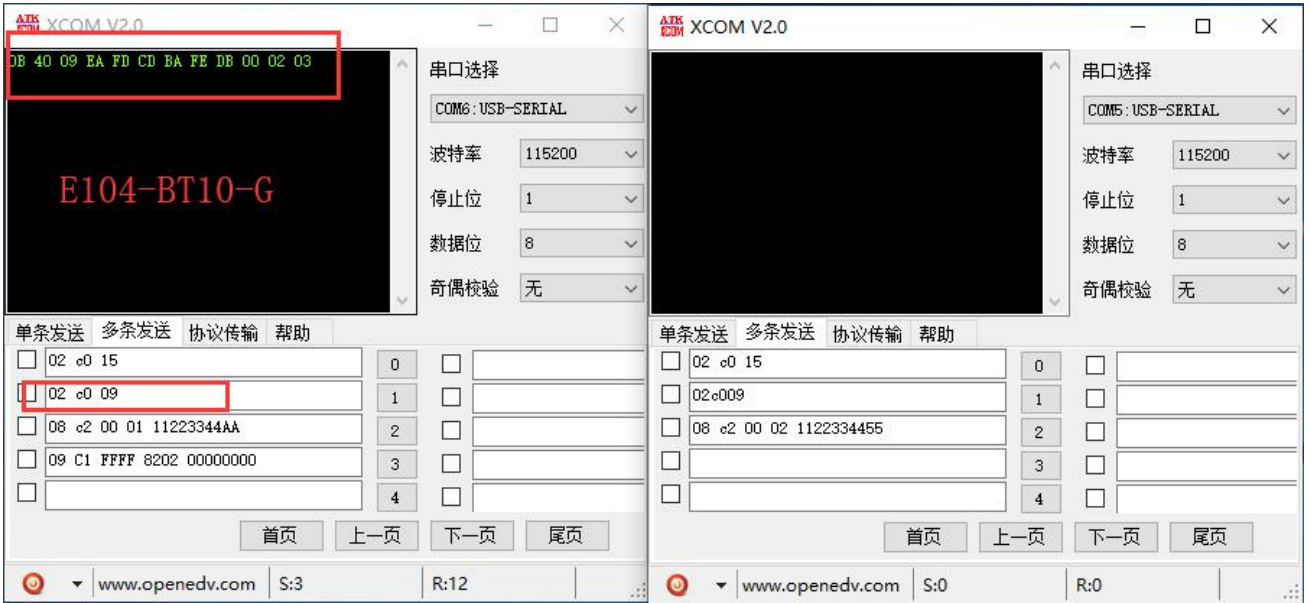 ATK XCOM XCOM V2.0
0B 40 09 EA FD CD BA FE DB 00 02 03
E104-BT10-G
串口选择
COM6:USB-SERIAL
波特率 115200
停止位 1
数据位 8
奇偶校验 无
单条发送 多条发送 协议传输 帮助
02 c0 15 0
02 c0 09 1
08 c2 00 01 11223344AA 2
09 C1 FFFF 8202 00000000 3
4
首页 上一页 下一页 尾页
www.openedv.com S:3 R:12
ATK XCOM XCOM V2.0
串口选择
COM5:USB-SERIAL
波特率 115200
停止位 1
数据位 8
奇偶校验 无
单条发送 多条发送 协议传输 帮助
02 c0 15 0
02c009 1
08 c2 00 02 1122334455 2
3
4
首页 上一页 下一页 尾页
www.openedv.com S:0 R:0